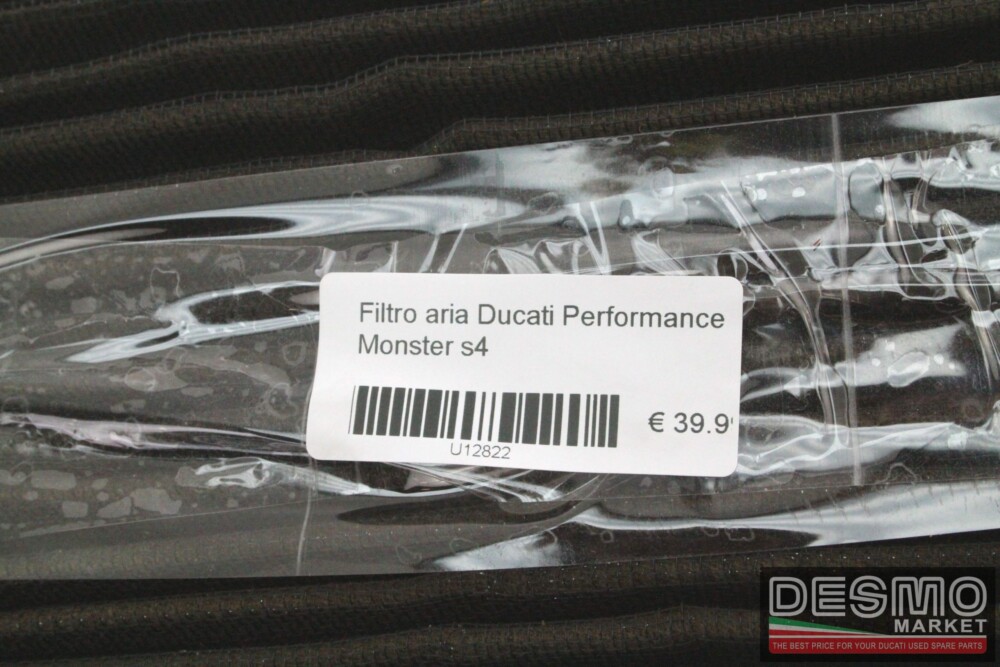 Filtro aria Ducati Performance
Monster s4
€ 39.9
U12822
DESMO
MARKET
THE BEST PRICE FOR YOUR DUCATI USED SPARE PARTS